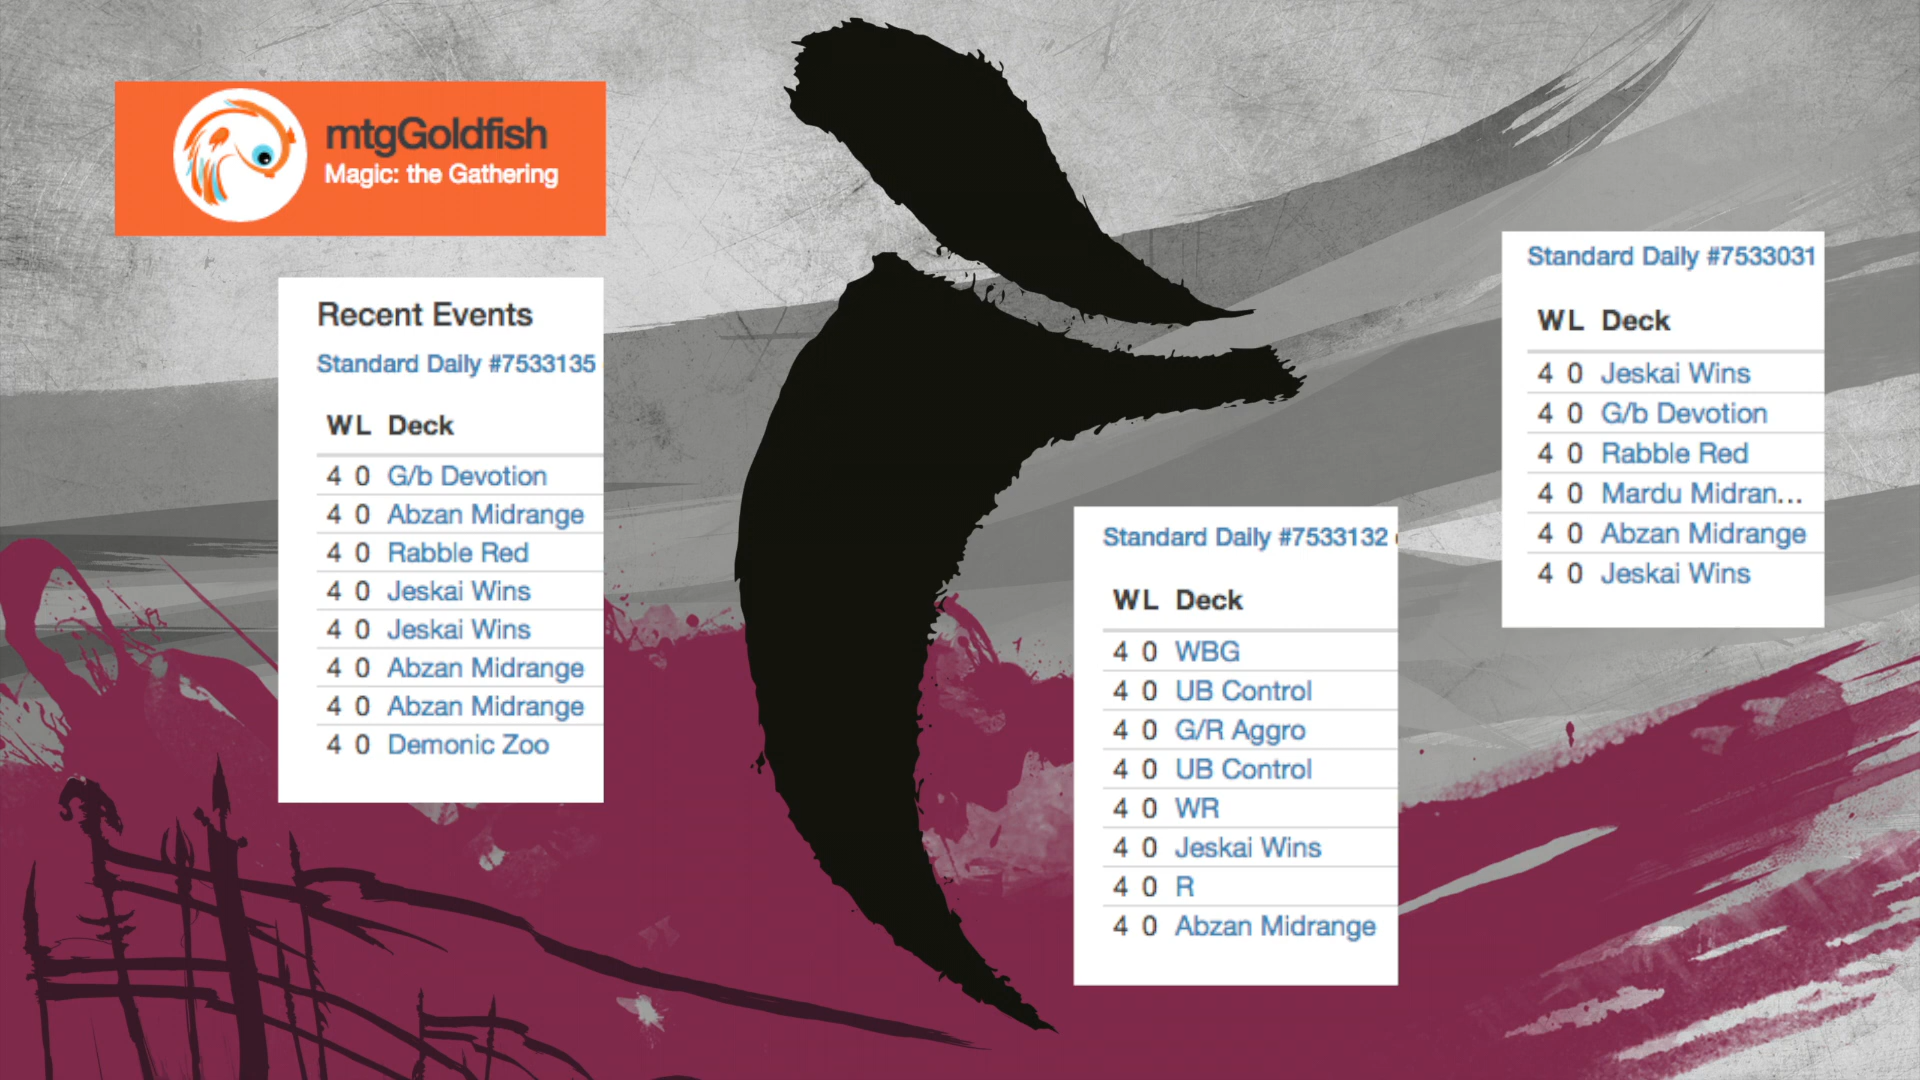 mtgGoldfish
Magic: the Gathering
Recent Events
Standard Daily #7533135
W L Deck
4 0 G/b Devotion
4 0 Abzan Midrange
4 0 Rabble Red
4 0 Jeskai Wins
4 0 Jeskai Wins
4 0 Abzan Midrange
4 0 Abzan Midrange
4 0 Demonic Zoo
Standard Daily #7533132
W L Deck
4 0 WBG
4 0 UB Control
4 0 G/R Aggro
4 0 UB Control
4 0 WR
4 0 Jeskai Wins
4 0 R
4 0 Abzan Midrange
Standard Daily #7533031
W L Deck
4 0 Jeskai Wins
4 0 G/b Devotion
4 0 Rabble Red
4 0 Mardu Midran...
4 0 Abzan Midrange
4 0 Jeskai Wins